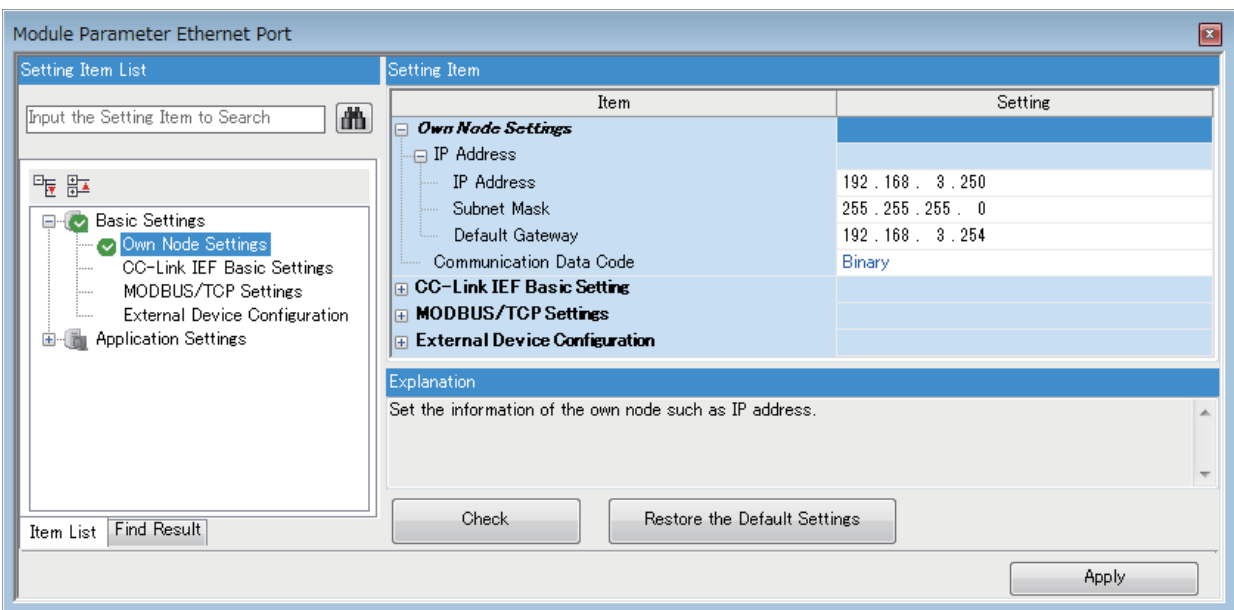 Module Parameter Ethernet Port
Setting Item List
Input the Setting Item to Search
Basic Settings
Own Node Settings
CC-Link IEF Basic Settings
MODBUS/TCP Settings
External Device Configuration
Application Settings
Item List
Find Result
Setting Item
Item Setting
Own Node Settings
IP Address
IP Address 192 . 168 . 3 . 250
Subnet Mask 255 . 255 . 255 . 0
Default Gateway 192 . 168 . 3 . 254
Communication Data Code Binary
CC-Link IEF Basic Setting
MODBUS/TCP Settings
External Device Configuration
Explanation
Set the information of the own node such as IP address.
Check
Restore the Default Settings
Apply